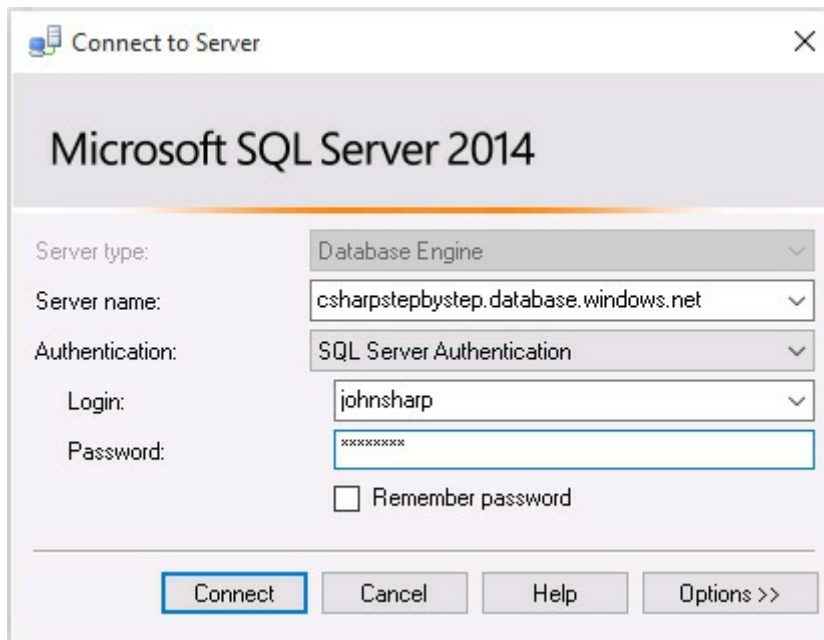 Connect to Server
Microsoft SQL Server 2014
Server type: Database Engine
Server name: csharpstepbystep.database.windows.net
Authentication: SQL Server Authentication
Login: johnsharp
Password: ××××××××
Remember password
Connect Cancel Help Options >>